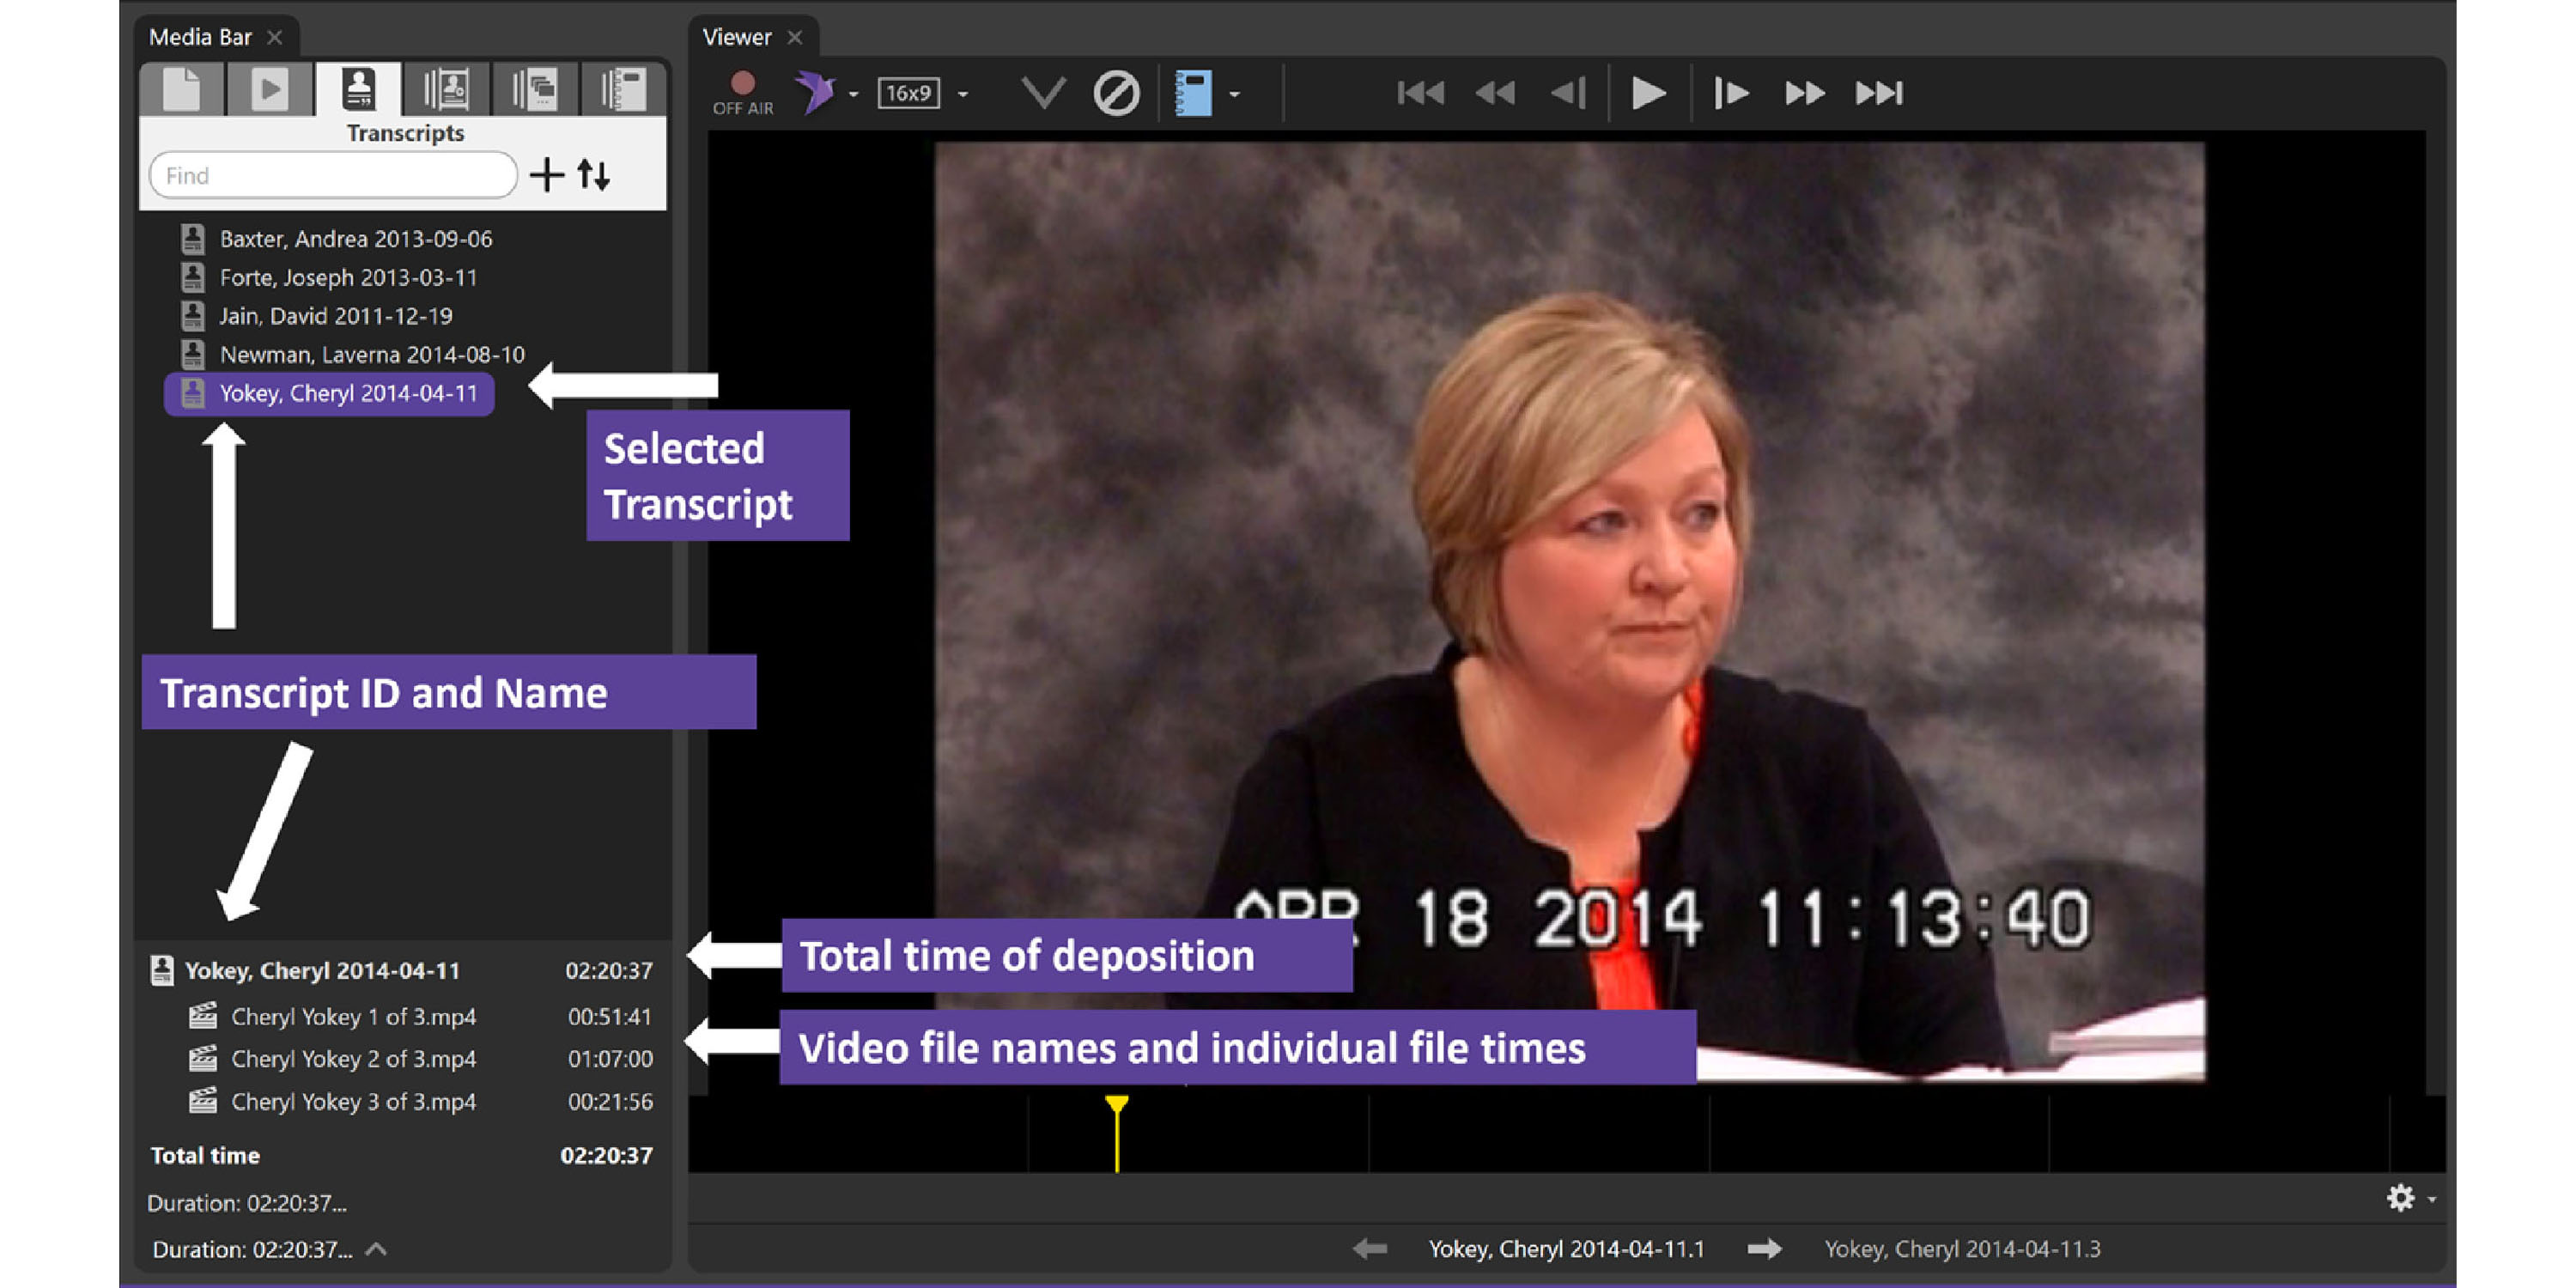 Media Bar
Viewer
OFF AIR
16x9
Transcripts
Find
Baxter, Andrea 2013-09-06
Forte, Joseph 2013-03-11
Jain, David 2011-12-19
Newman, Laverna 2014-08-10
Yokey, Cheryl 2014-04-11
Selected
Transcript
Transcript ID and Name
APR 18 2014 11:13:40
Total time of deposition
Yokey, Cheryl 2014-04-11 02:20:37
Cheryl Yokey 1 of 3.mp4 00:51:41
Video file names and individual file times
Cheryl Yokey 2 of 3.mp4 01:07:00
Cheryl Yokey 3 of 3.mp4 00:21:56
Total time 02:20:37
Duration: 02:20:37...
Duration: 02:20:37...
Yokey, Cheryl 2014-04-11.1
Yokey, Cheryl 2014-04-11.3